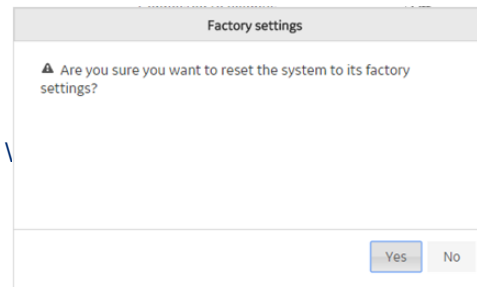 Factory settings
Are you sure you want to reset the system to its factory
settings?
\
Yes No